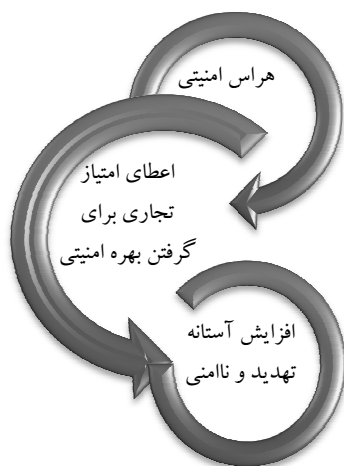 هراس امنیتی
اعطای امتیاز
تجاری برای
گرفتن بهره امنیتی
افزایش آستانه
تهدید و ناامنی